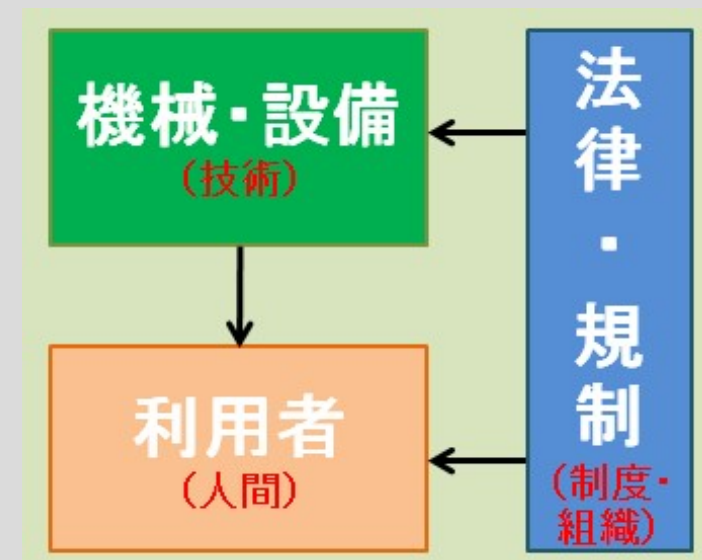 機械・設備
(技術)
利用者
(人間)
法律・規制
(制度・
組織)